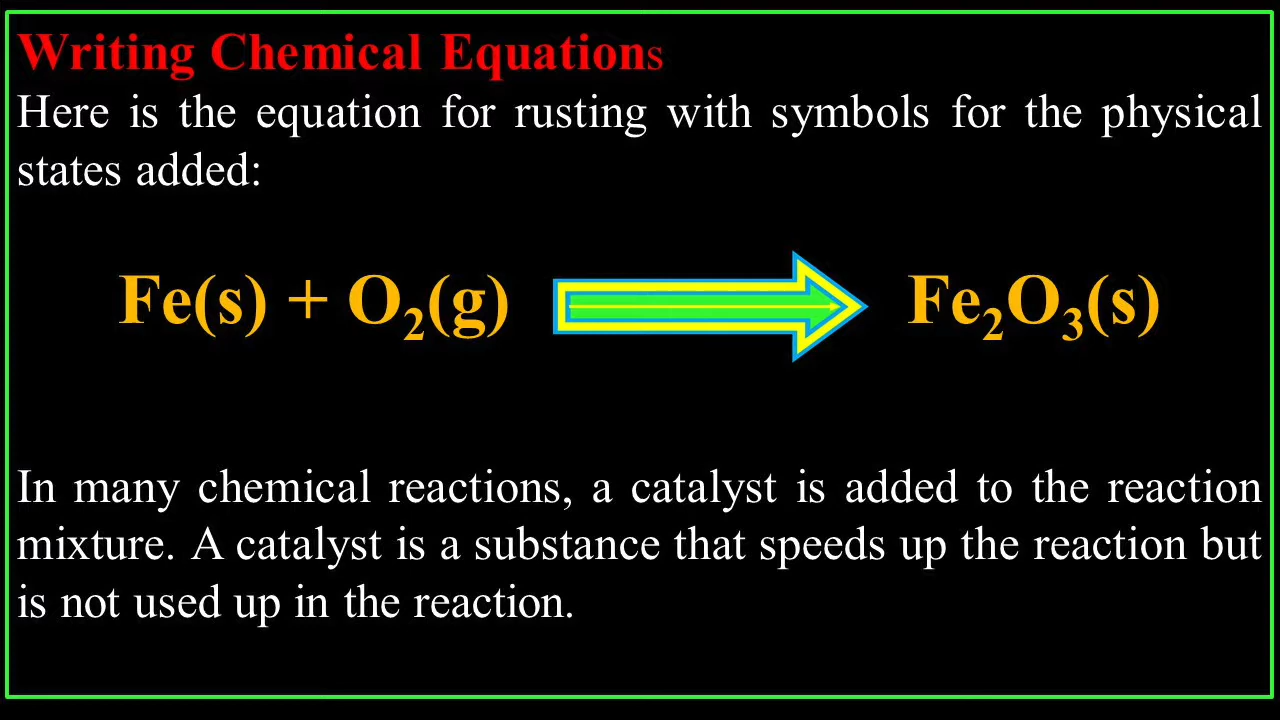 Writing Chemical Equations
Here is the equation for rusting with symbols for the physical
states added:
Fe(s) + O₂(g) Fe₂O₃(s)
In many chemical reactions, a catalyst is added to the reaction
mixture. A catalyst is a substance that speeds up the reaction but
is not used up in the reaction.